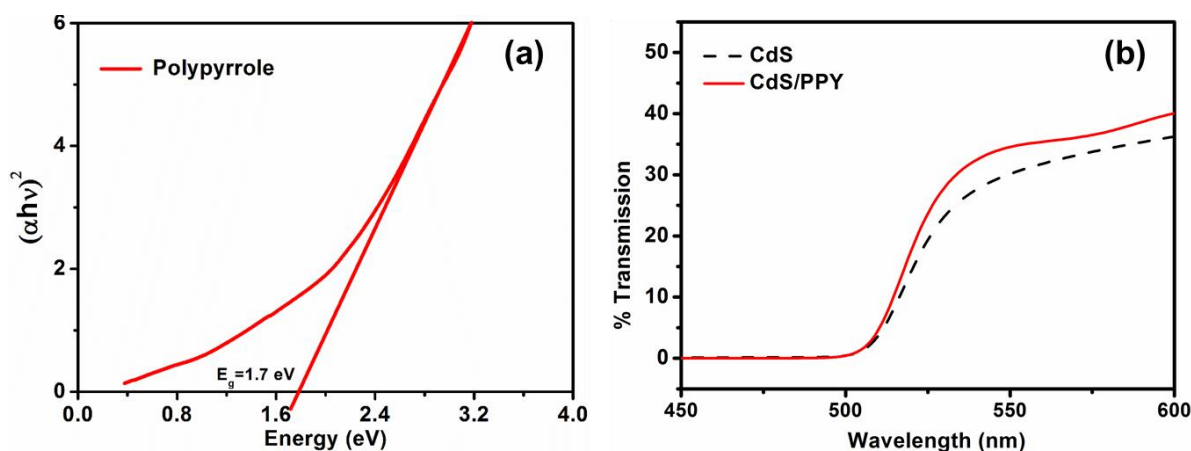 (a)
Polypyrrole
6
4
2
0
(αhν)²
E_g=1.7 eV
0.0 0.8 1.6 2.4 3.2 4.0
Energy (eV)
(b)
CdS
CdS/PPY
50
40
30
20
10
0
% Transmission
450 500 550 600
Wavelength (nm)